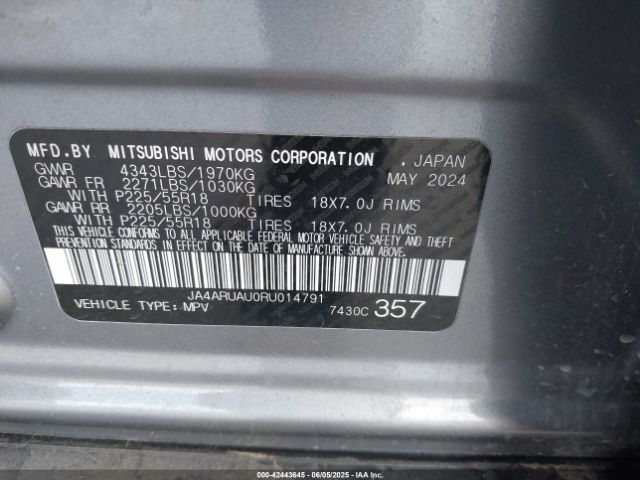 MFD.BY MITSUBISHI MOTORS CORPORATION . JAPAN
GVWR 4343LBS/1970KG MAY 2024
GAWR FR 2271LBS/1030KG
WITH P225/55R18 TIRES 18X7.0J RIMS
GAWR RR 2205LBS/1000KG
WITH P225/55R18 TIRES 18X7.0J RIMS
THIS VEHICLE CONFORMS TO ALL APPLICABLE FEDERAL MOTOR VEHICLE SAFETY AND THEFT
PREVENTION STANDARDS IN EFFECT ON THE DATE OF MANUFACTURE SHOWN ABOVE.
JA4ARUAU0RU014791
VEHICLE TYPE: MPV 7430C 357
000-42443645 06/05/2025 - IAA Inc.